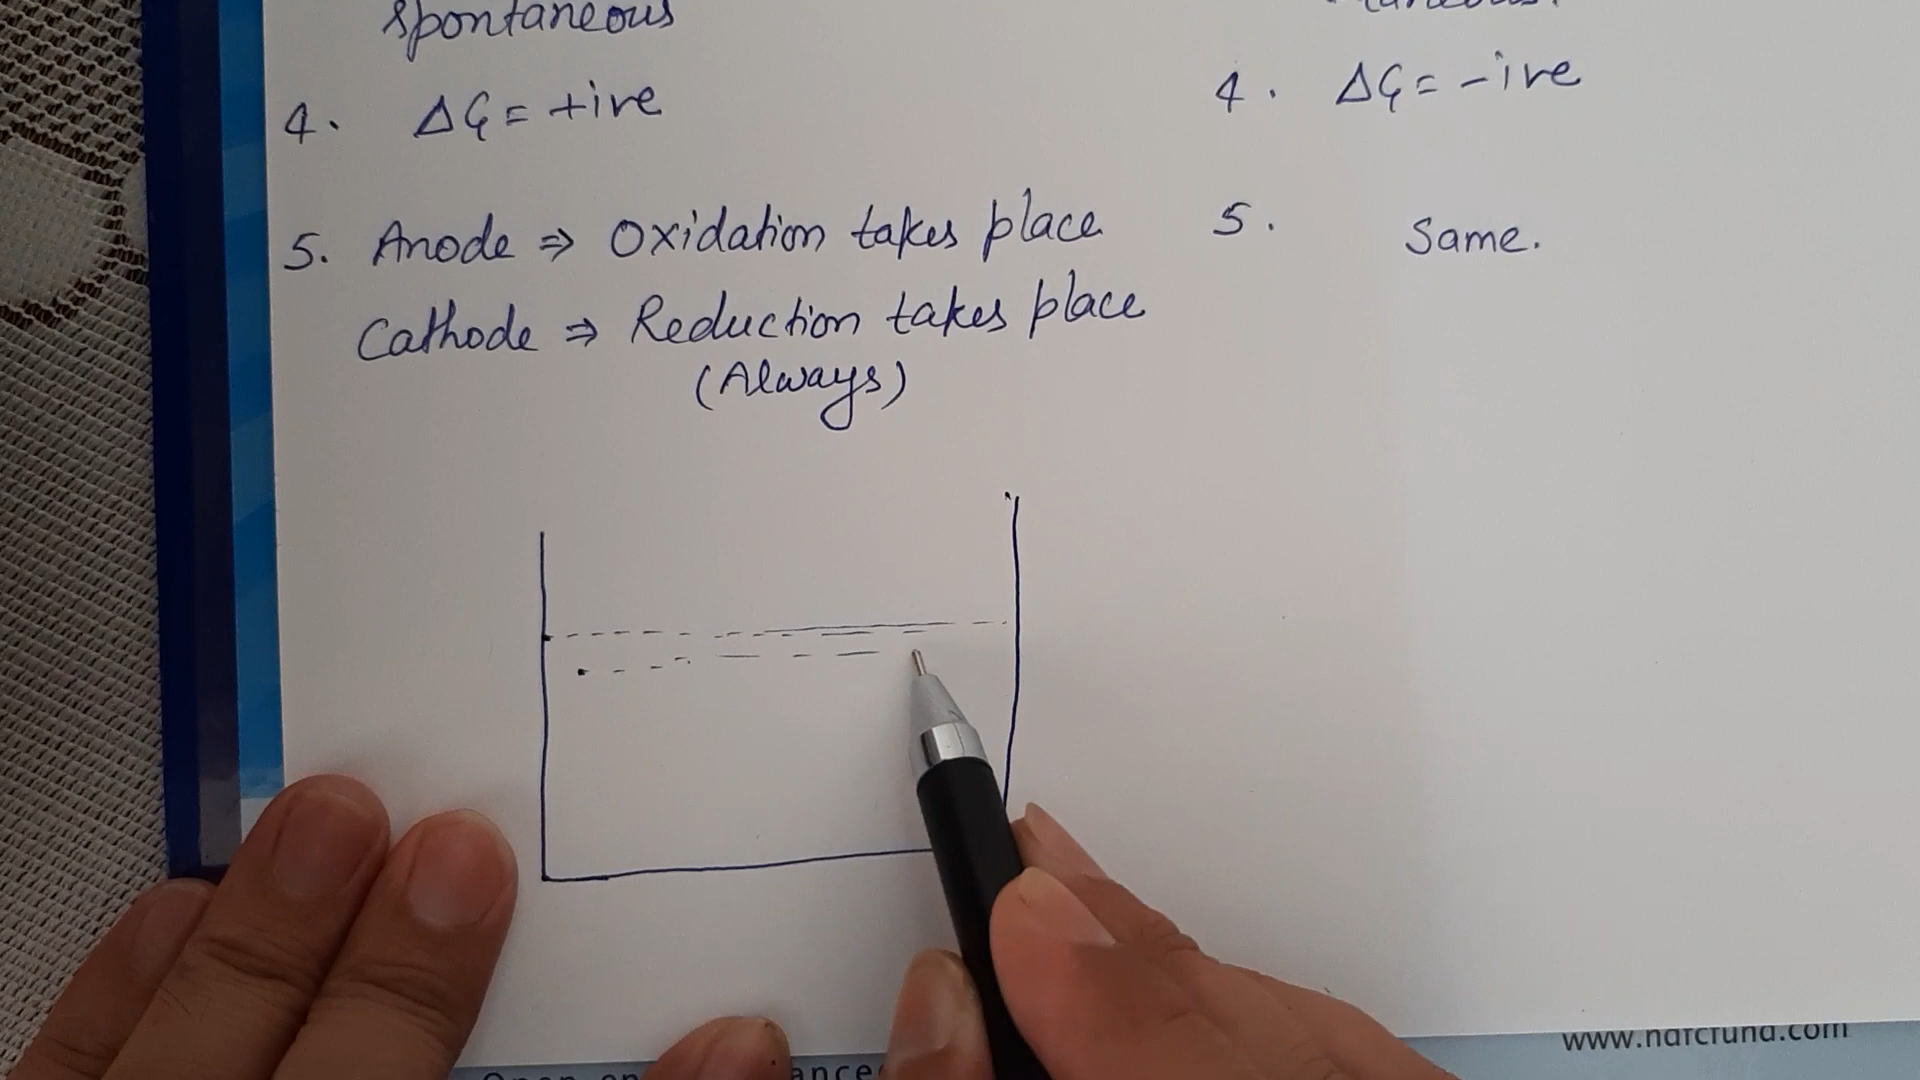 spontaneous
4. ΔG = +ive
5. Anode ⇒ Oxidation takes place
Cathode ⇒ Reduction takes place
(Always)
4. ΔG = -ive
5. Same.
www.narcfund.com